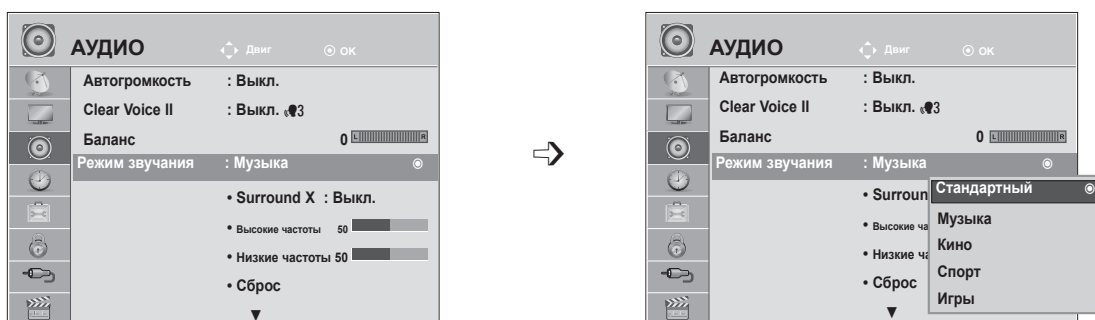 АУДИО Двиг ОК
Автогромкость : Выкл.
Clear Voice II : Выкл. 3
Баланс 0 L R
Режим звучания : Музыка
• Surround X : Выкл.
• Высокие частоты 50
• Низкие частоты 50
• Сброс
▼
АУДИО Двиг ОК
Автогромкость : Выкл.
Clear Voice II : Выкл. 3
Баланс 0 L R
Режим звучания : Музыка
• Surroun
• Высокие ча
• Низкие ча
• Сброс
▼
Стандартный
Музыка
Кино
Спорт
Игры